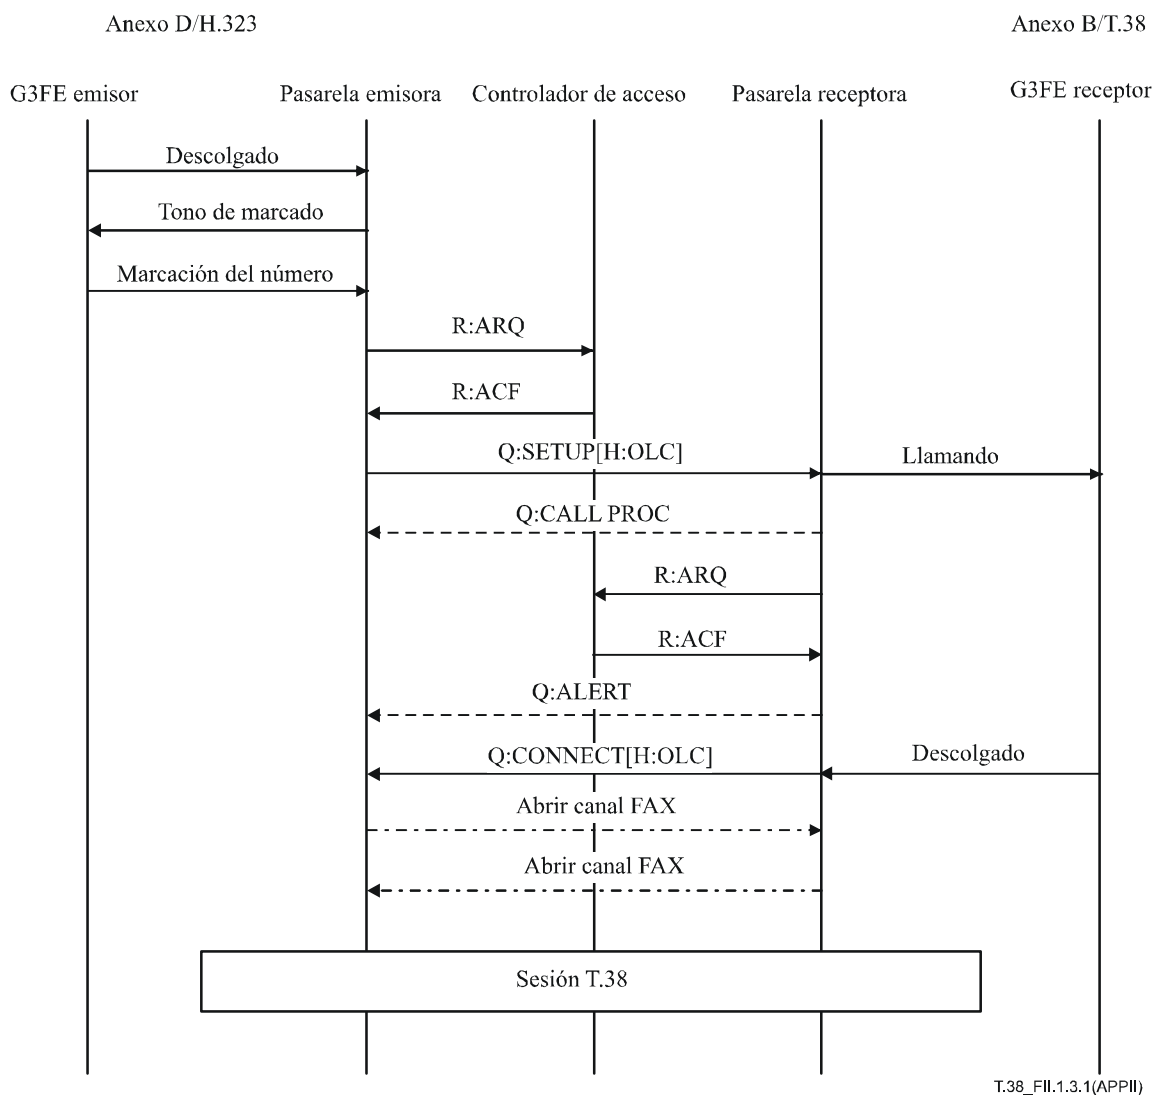 Anexo D/H.323
Anexo B/T.38
G3FE emisor
Pasarela emisora
Controlador de acceso
Pasarela receptora
G3FE receptor
Descolgado
Tono de marcado
Marcación del número
R:ARQ
R:ACF
Q:SETUP[H:OLC]
Llamando
Q:CALL PROC
R:ARQ
R:ACF
Q:ALERT
Q:CONNECT[H:OLC]
Descolgado
Abrir canal FAX
Abrir canal FAX
Sesión T.38
T.38_FII.1.3.1(APPII)